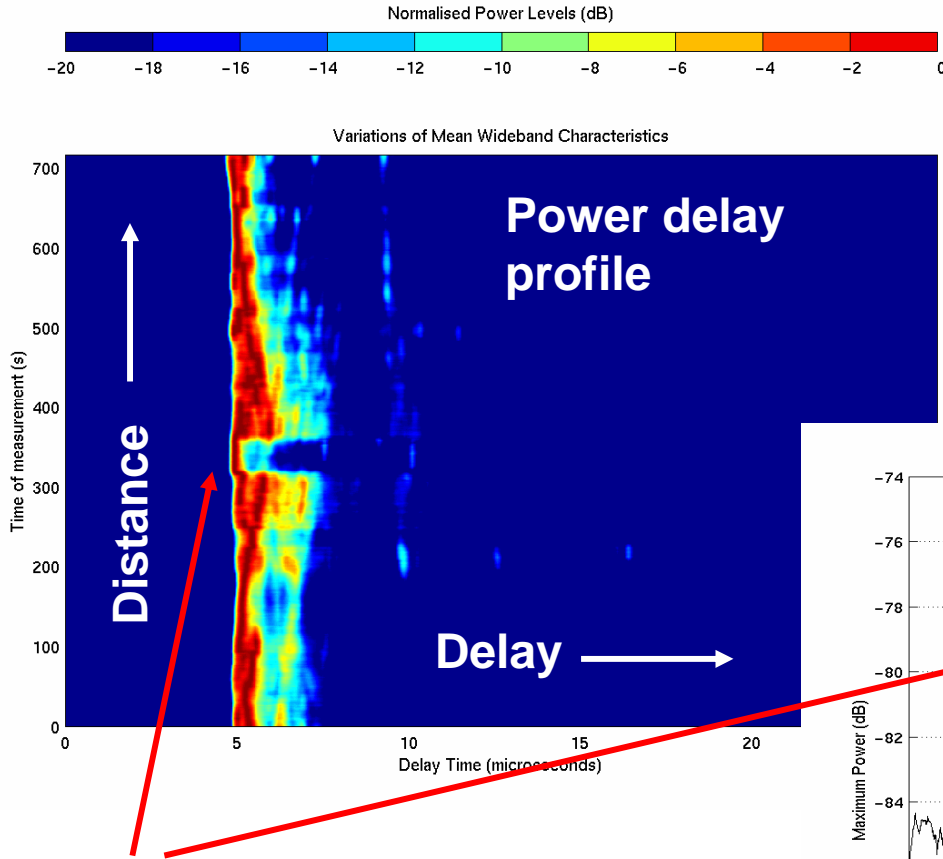 Normalised Power Levels (dB)
−20 −18 −16 −14 −12 −10 −8 −6 −4 −2 0
Variations of Mean Wideband Characteristics
Power delay
profile
700
600
500
400
300
200
100
0
Time of measurement (s)
Distance
Delay
0 5 10 15 20
Delay Time (microseconds)
−74
−76
−78
−80
−82
−84
Maximum Power (dB)